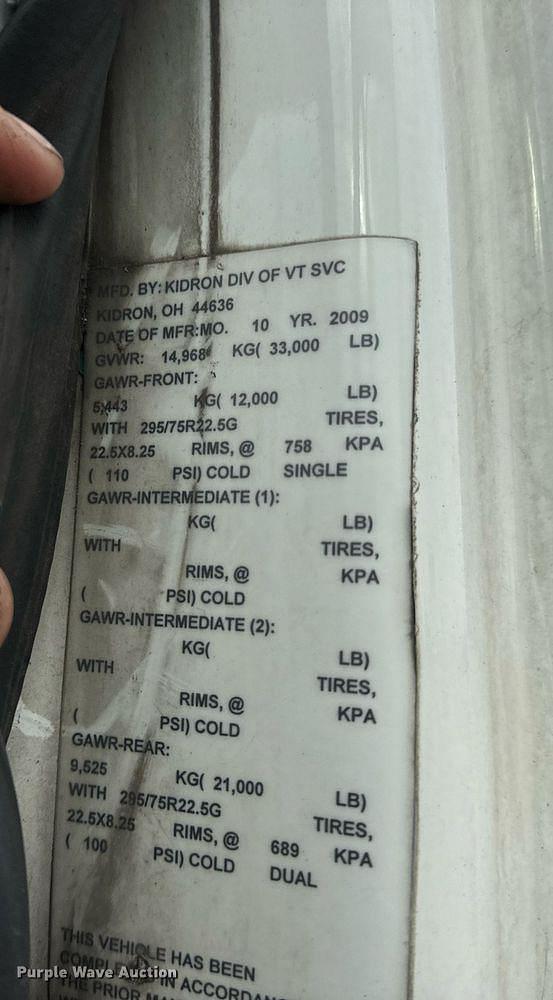 MFD. BY: KIDRON DIV OF VT SVC
KIDRON, OH 44636
DATE OF MFR:MO. 10 YR. 2009
GVWR: 14,968 KG( 33,000 LB)
GAWR-FRONT:
5,443 KG( 12,000 LB)
WITH 295/75R22.5G TIRES,
22.5X8.25 RIMS, @ 758 KPA
( 110 PSI) COLD SINGLE
GAWR-INTERMEDIATE (1):
KG( LB)
WITH TIRES,
RIMS, @ KPA
( PSI) COLD
GAWR-INTERMEDIATE (2):
KG( LB)
WITH TIRES,
RIMS, @ KPA
( PSI) COLD
GAWR-REAR:
9,525 KG( 21,000 LB)
WITH 295/75R22.5G TIRES,
22.5X8.25 RIMS, @ 689 KPA
( 100 PSI) COLD DUAL
THIS VEHICLE HAS BEEN
IN
THE PRIOR
Purple Wave Auction